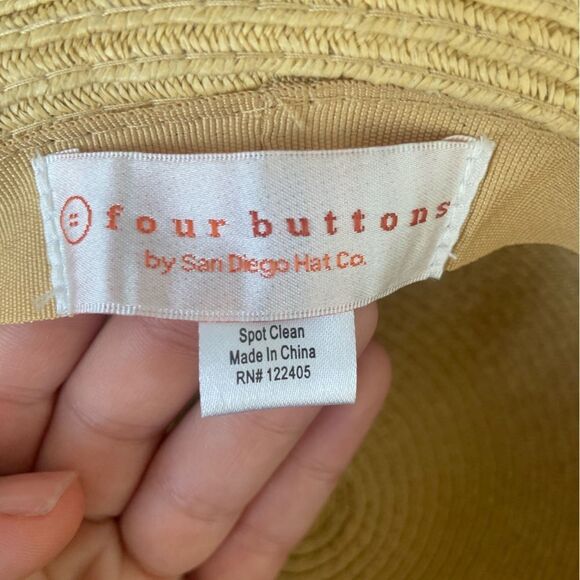 four buttons
by San Diego Hat Co.
Spot Clean
Made In China
RN# 122405